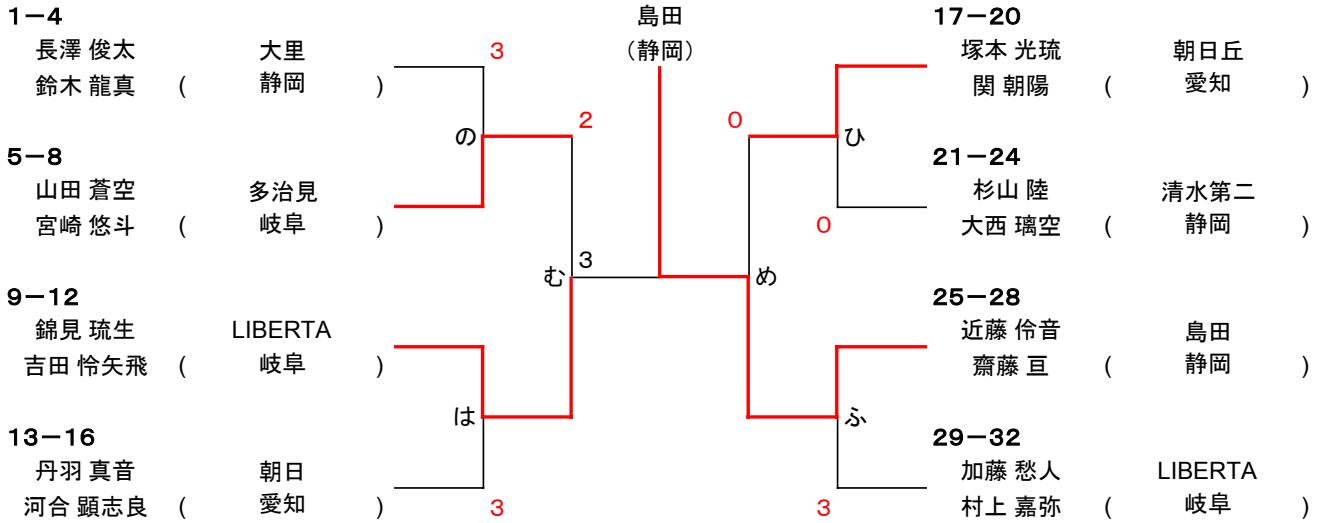 1－4
長澤 俊太 大里
鈴木 龍真 ( 静岡 )
3
の
2
5－8
山田 蒼空 多治見
宮崎 悠斗 ( 岐阜 )
む
3
9－12
錦見 琉生 LIBERTA
吉田 怜矢飛 ( 岐阜 )
は
13－16
丹羽 真音 朝日
河合 顕志良 ( 愛知 )
3
島田
（静岡）
17－20
塚本 光琉 朝日丘
関 朝陽 ( 愛知 )
0
ひ
21－24
杉山 陸 清水第二
大西 璃空 ( 静岡 )
0
め
25－28
近藤 伶音 島田
齋藤 亘 ( 静岡 )
ふ
29－32
加藤 愁人 LIBERTA
村上 嘉弥 ( 岐阜 )
3